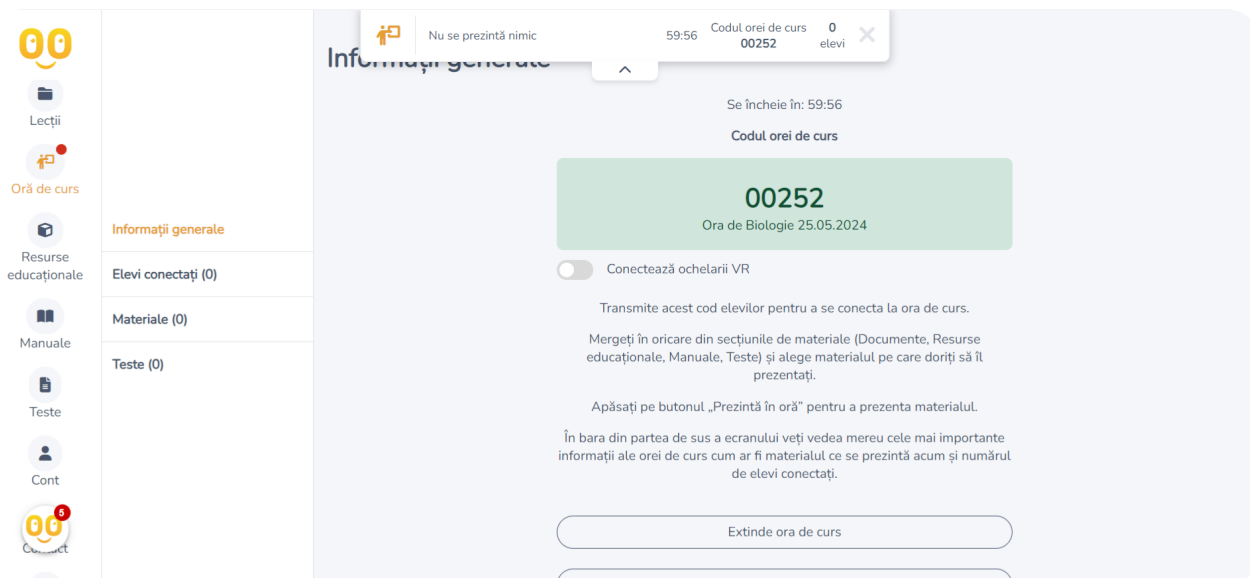 Nu se prezintă nimic
59:56
Codul orei de curs
00252
0
elevi
Informații generale
Lecții
Oră de curs
Resurse
educaționale
Manuale
Teste
Cont
5
Contact
Informații generale
Elevi conectați (0)
Materiale (0)
Teste (0)
Se încheie în: 59:56
Codul orei de curs
00252
Ora de Biologie 25.05.2024
Conectează ochelarii VR
Transmite acest cod elevilor pentru a se conecta la ora de curs.
Mergeți în oricare din secțiunile de materiale (Documente, Resurse
educaționale, Manuale, Teste) și alege materialul pe care doriți să îl
prezentați.
Apăsați pe butonul „Prezintă în oră” pentru a prezenta materialul.
În bara din partea de sus a ecranului veți vedea mereu cele mai importante
informații ale orei de curs cum ar fi materialul ce se prezintă acum și numărul
de elevi conectați.
Extinde ora de curs